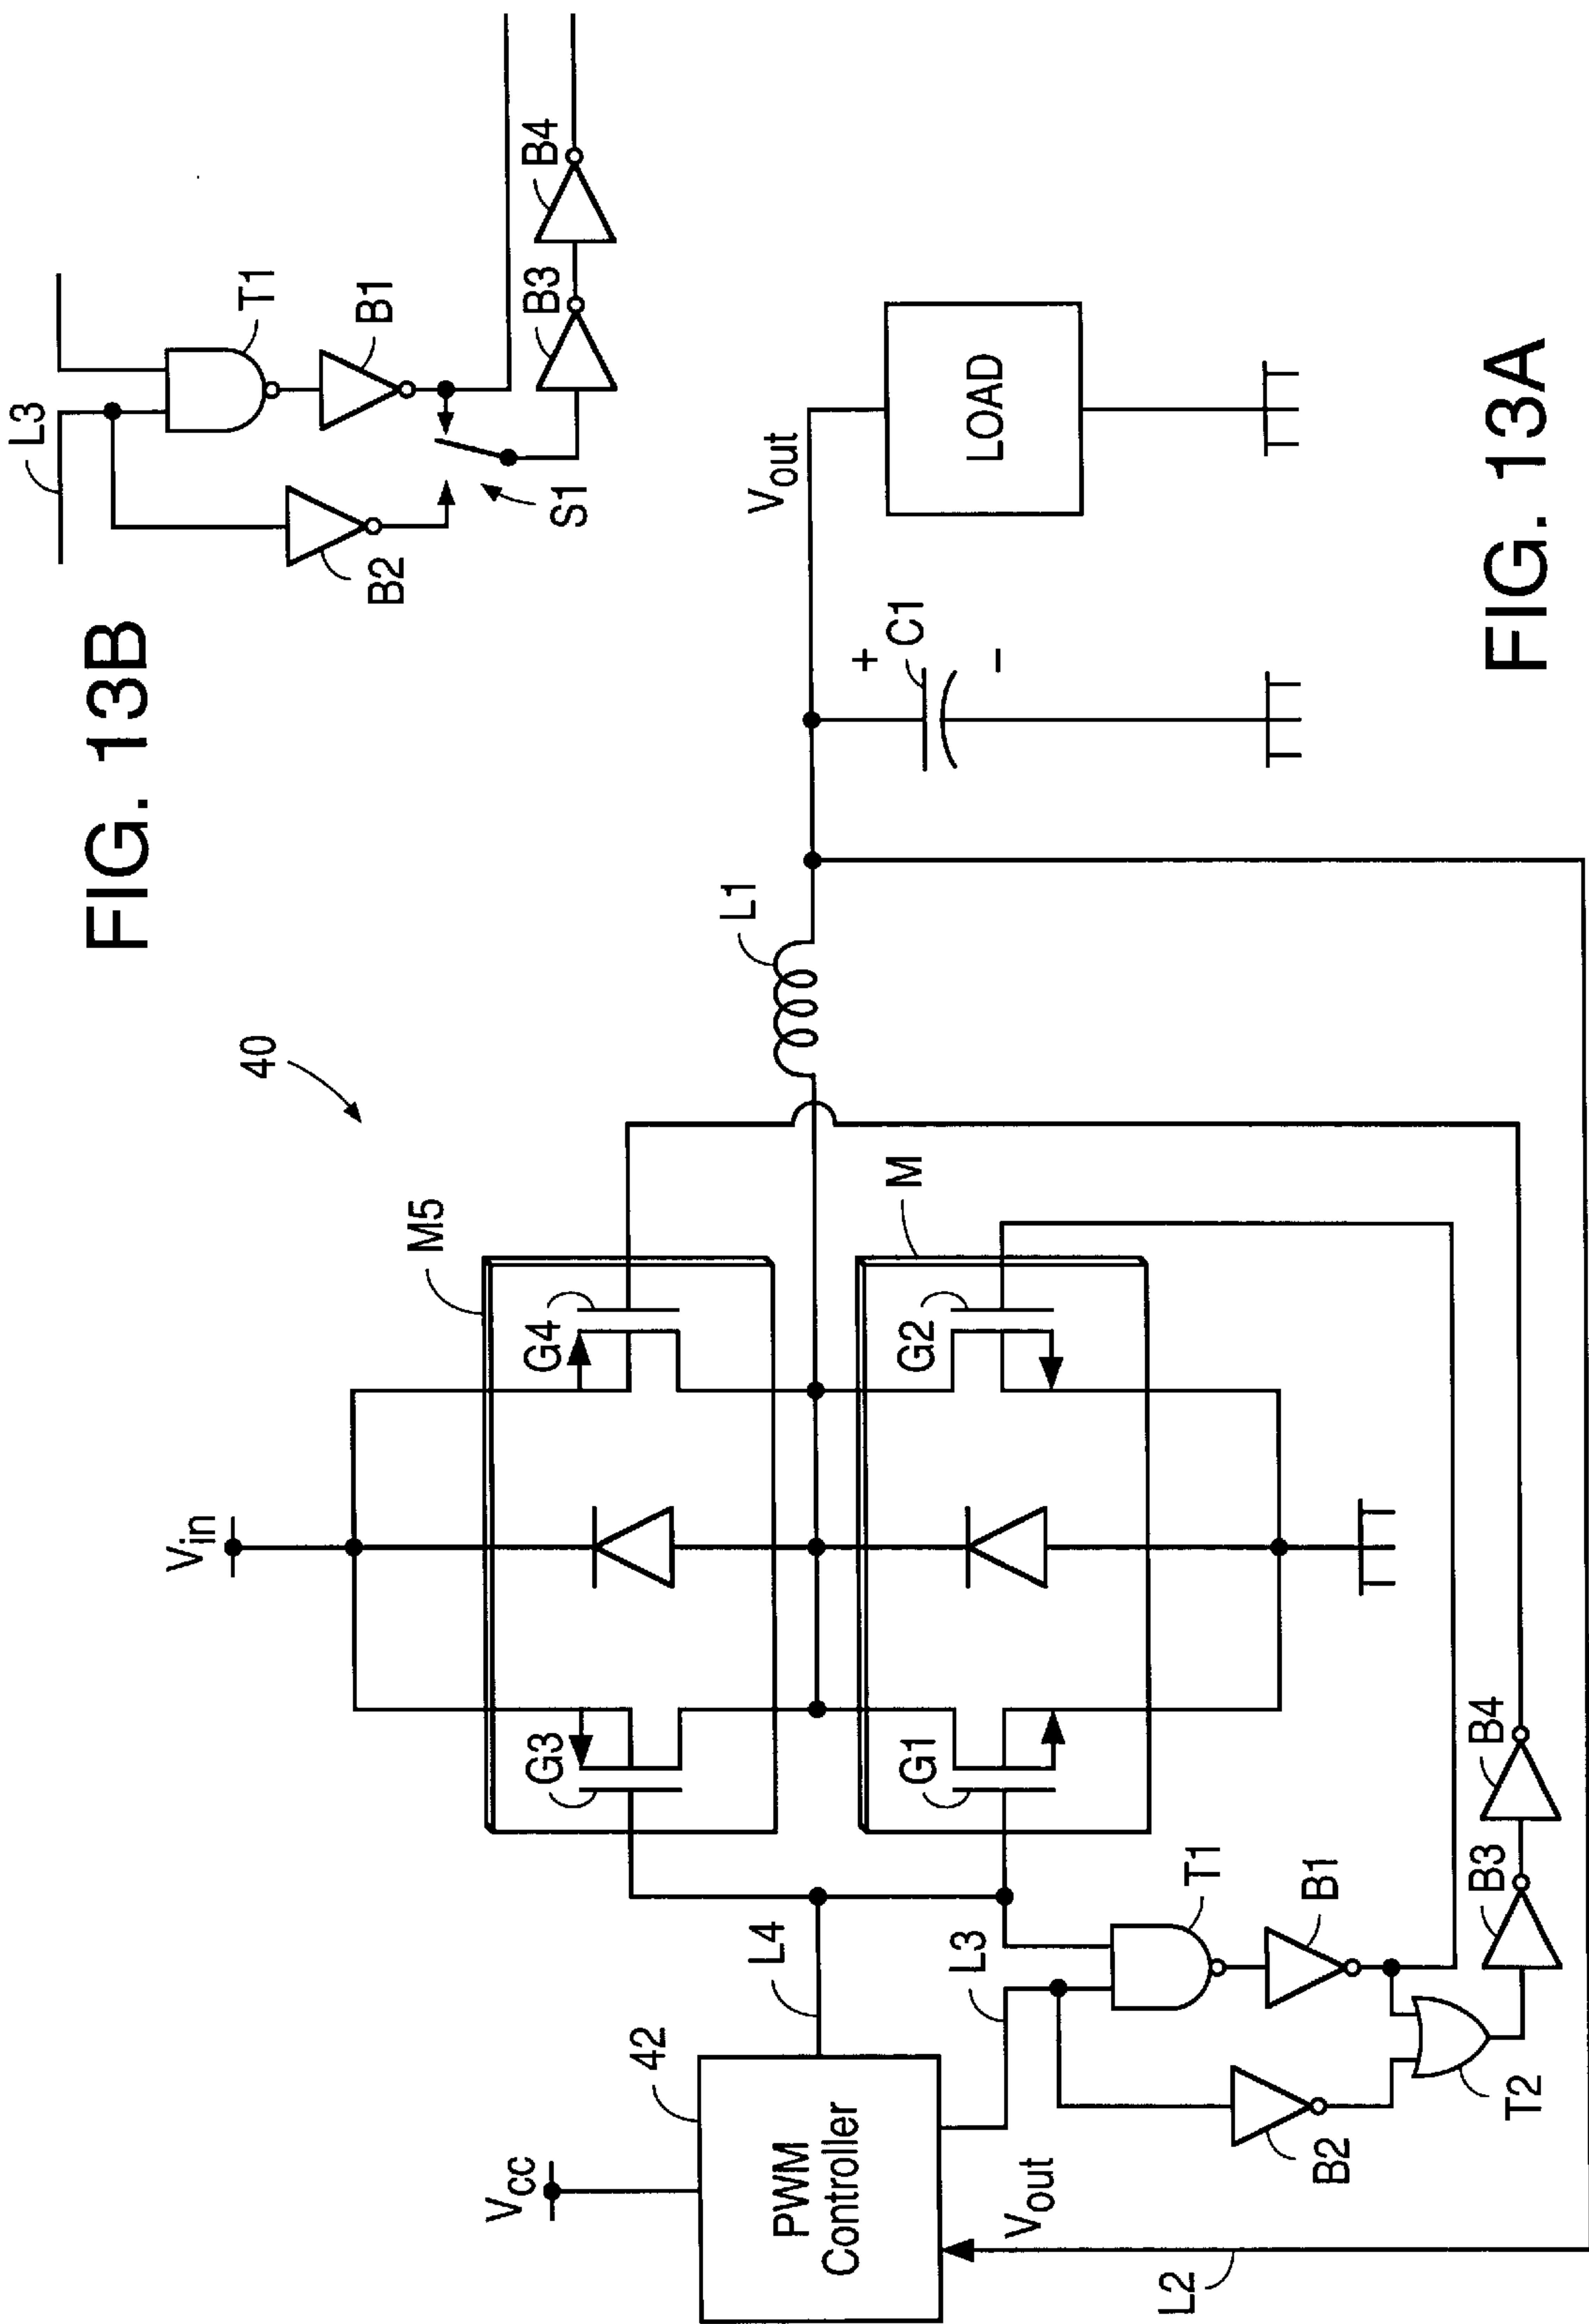 FIG. 13B
L3
T1
B1
B2
S1
B3
B4
FIG. 13A
40
Vin
M5
G3
G4
M
G1
G2
L1
Vout
+
C1
-
LOAD
Vcc
42
PWM
Controller
L4
L3
T1
B1
B2
T2
B3
B4
Vout
L2